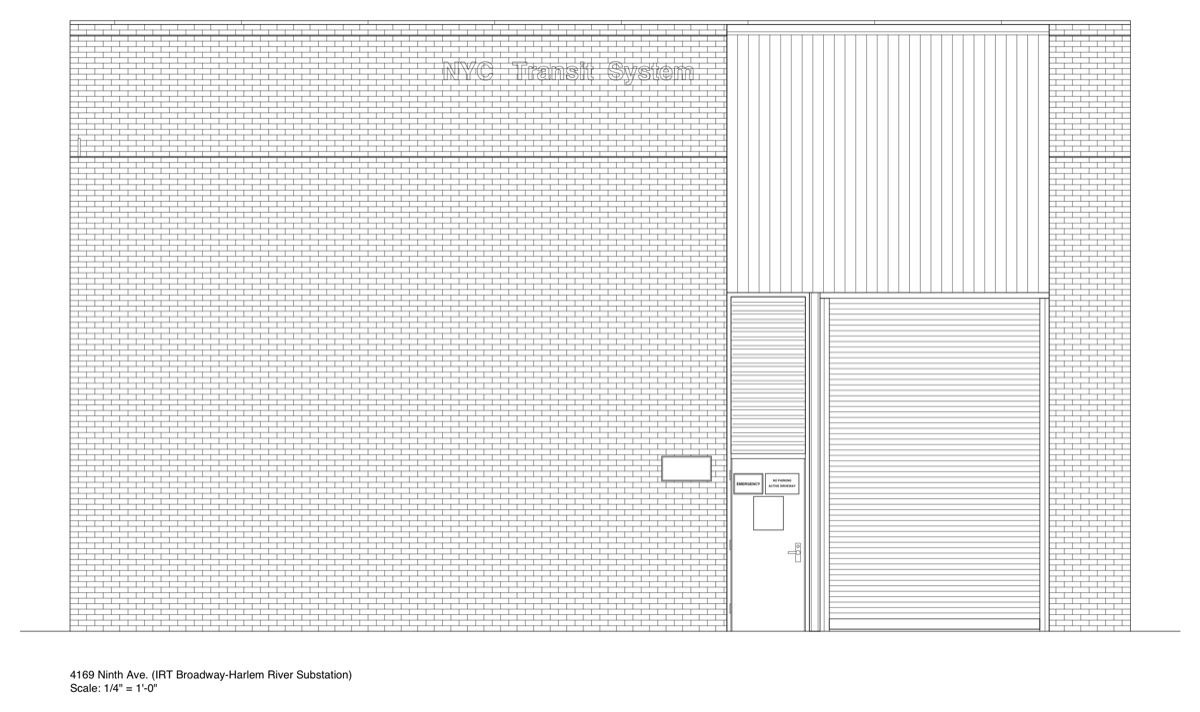 NYC Transit System
EMERGENCY
NO PARKING
ACTIVE DRIVEWAY
4169 Ninth Ave. (IRT Broadway-Harlem River Substation)
Scale: 1/4" = 1'-0"